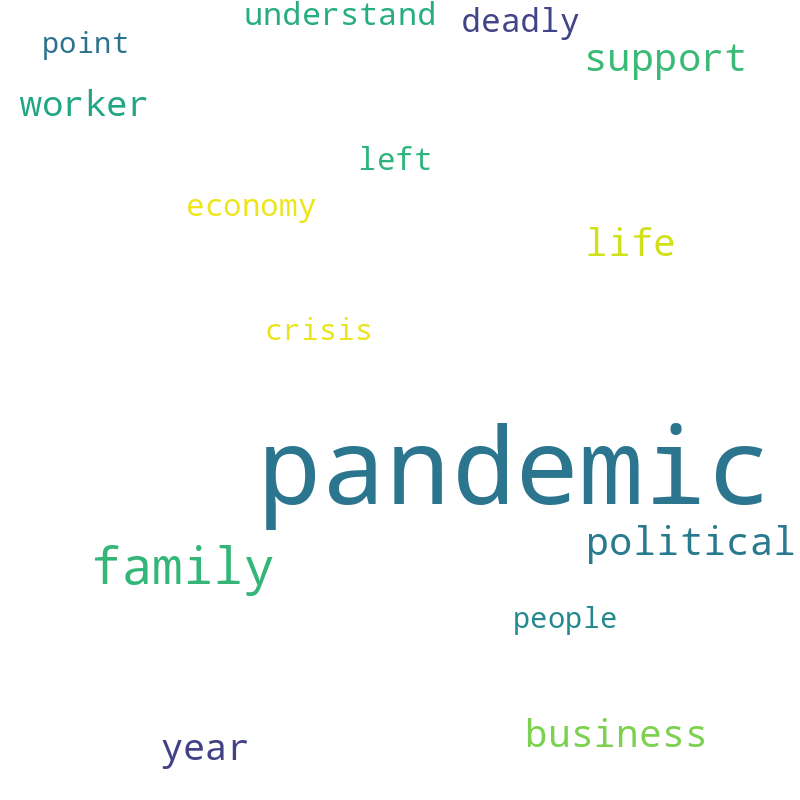 understand
deadly
point
support
worker
left
economy
life
crisis
pandemic
political
family
people
business
year